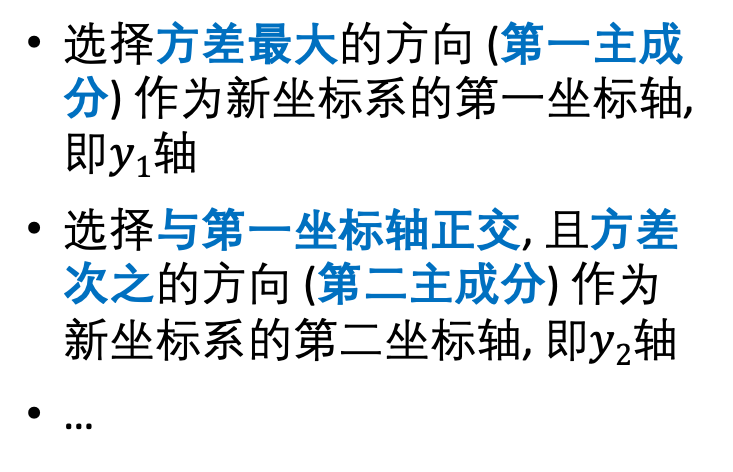 • 选择方差最大的方向 (第一主成
分) 作为新坐标系的第一坐标轴,
即y₁轴
• 选择与第一坐标轴正交, 且方差
次之的方向 (第二主成分) 作为
新坐标系的第二坐标轴, 即y₂轴
• ...